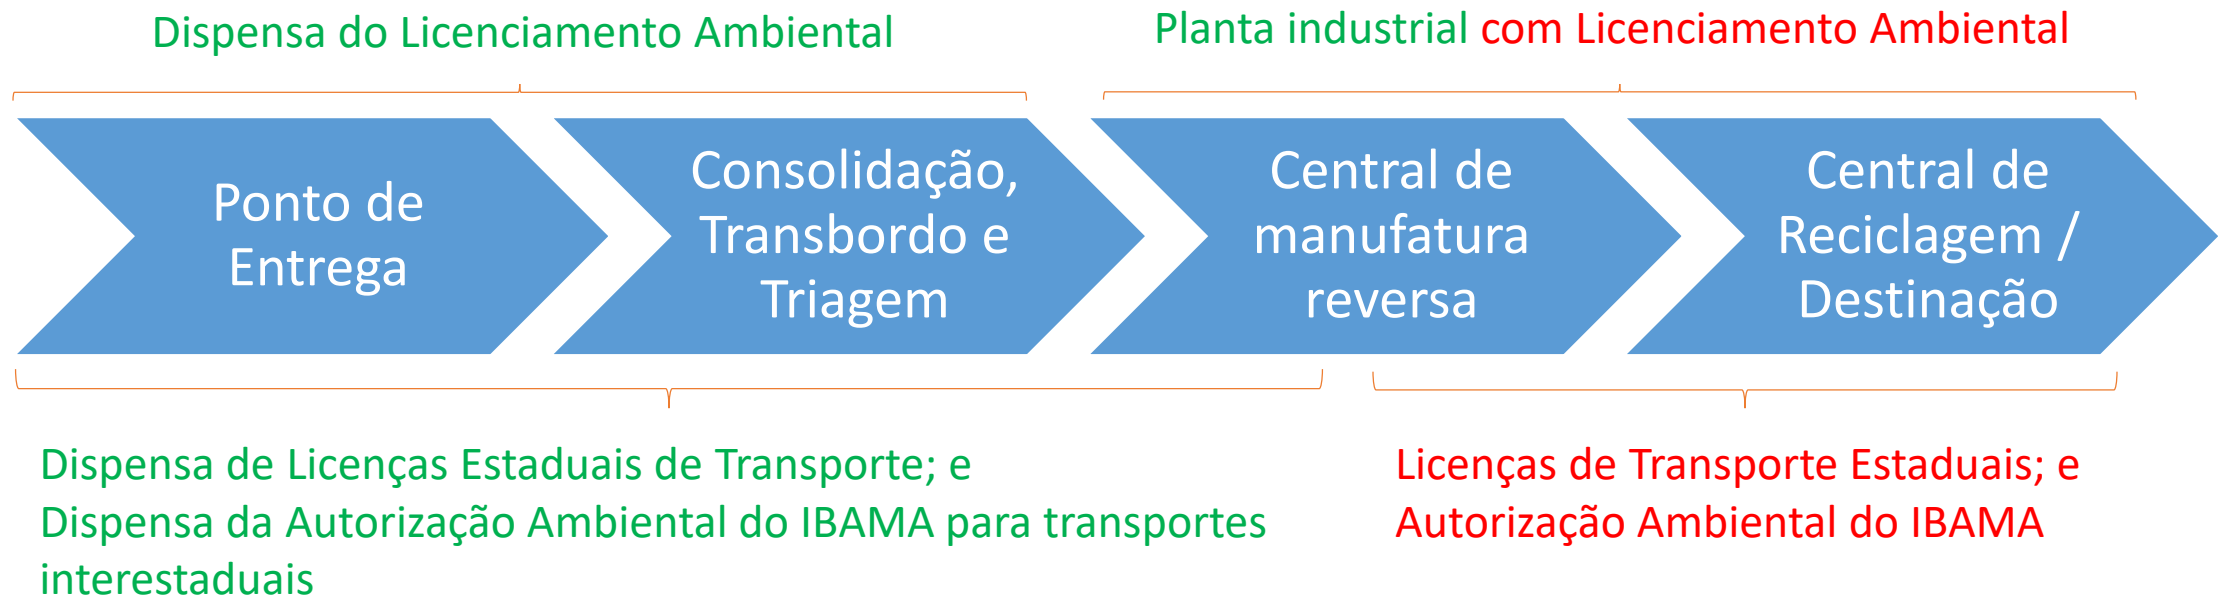 Dispensa do Licenciamento Ambiental
Planta industrial com Licenciamento Ambiental
Ponto de
Entrega
Consolidação,
Transbordo e
Triagem
Central de
manufatura
reversa
Central de
Reciclagem /
Destinação
Dispensa de Licenças Estaduais de Transporte; e
Dispensa da Autorização Ambiental do IBAMA para transportes
interestaduais
Licenças de Transporte Estaduais; e
Autorização Ambiental do IBAMA